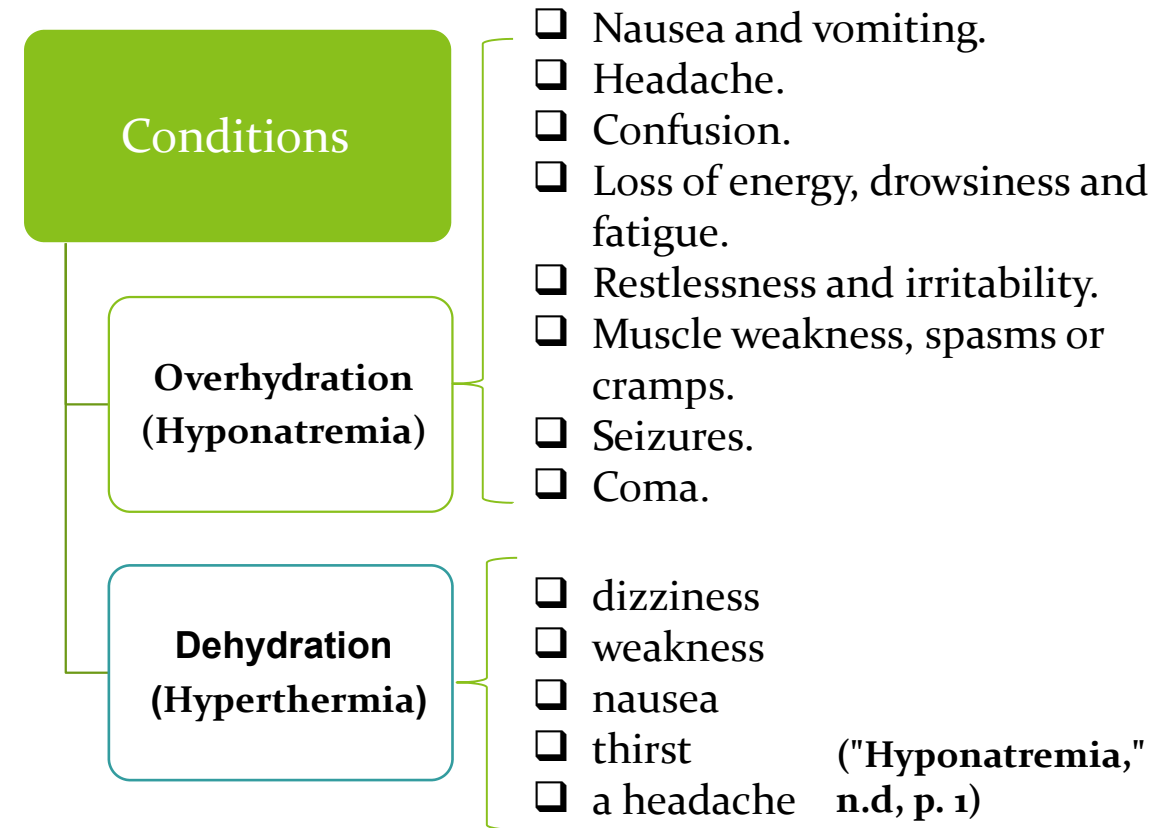 Conditions
Overhydration
(Hyponatremia)
❑ Nausea and vomiting.
❑ Headache.
❑ Confusion.
❑ Loss of energy, drowsiness and
fatigue.
❑ Restlessness and irritability.
❑ Muscle weakness, spasms or
cramps.
❑ Seizures.
❑ Coma.
Dehydration
(Hyperthermia)
❑ dizziness
❑ weakness
❑ nausea
❑ thirst
❑ a headache
("Hyponatremia,"
n.d, p. 1)